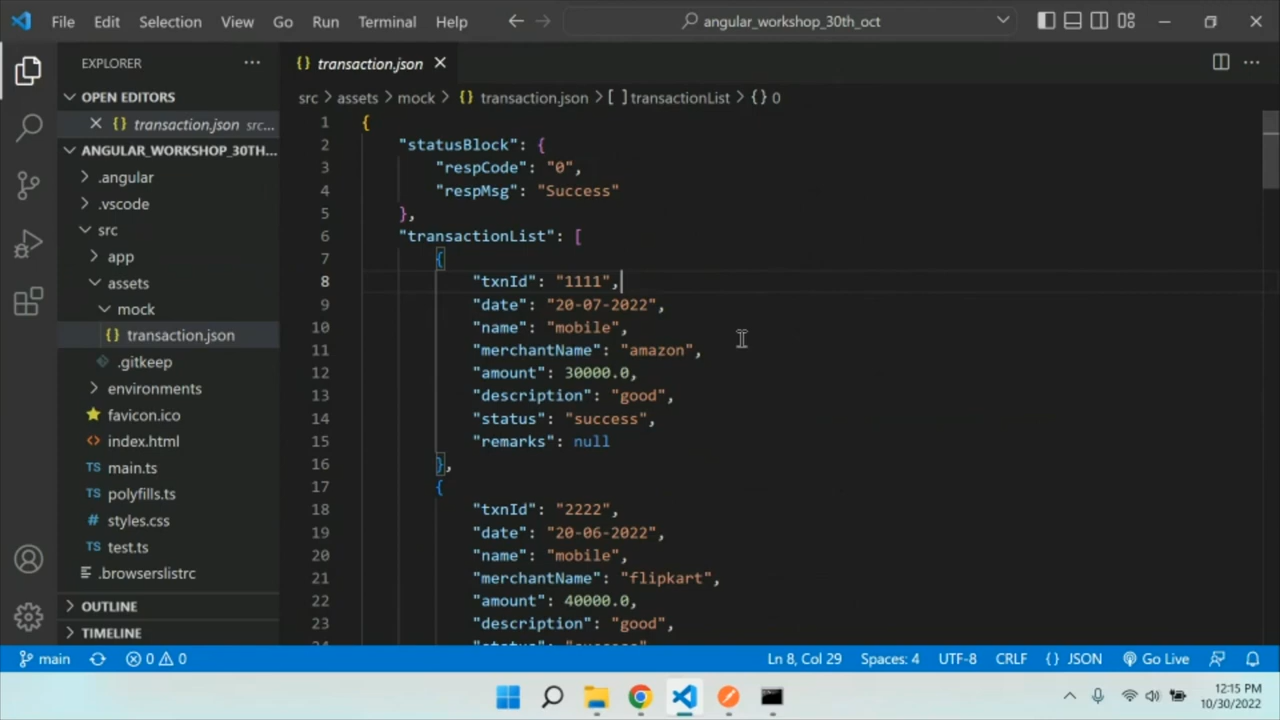 File Edit Selection View Go Run Terminal Help
angular_workshop_30th_oct
EXPLORER
transaction.json
OPEN EDITORS
transaction.json src...
src > assets > mock > {} transaction.json > [ ] transactionList > {} 0
ANGULAR_WORKSHOP_30TH...
.angular
.vscode
src
app
assets
mock
{} transaction.json
.gitkeep
environments
favicon.ico
<> index.html
TS main.ts
TS polyfills.ts
# styles.css
TS test.ts
.browserslistrc
OUTLINE
TIMELINE
1 {
2 "statusBlock": {
3 "respCode": "0",
4 "respMsg": "Success"
5 },
6 "transactionList": [
7 {
8 "txnId": "1111",
9 "date": "20-07-2022",
10 "name": "mobile",
11 "merchantName": "amazon",
12 "amount": 30000.0,
13 "description": "good",
14 "status": "success",
15 "remarks": null
16 },
17 {
18 "txnId": "2222",
19 "date": "20-06-2022",
20 "name": "mobile",
21 "merchantName": "flipkart",
22 "amount": 40000.0,
23 "description": "good",
24 "status": "success"
main 0 0 Ln 8, Col 29 Spaces: 4 UTF-8 CRLF {} JSON Go Live
12:15 PM
10/30/2022